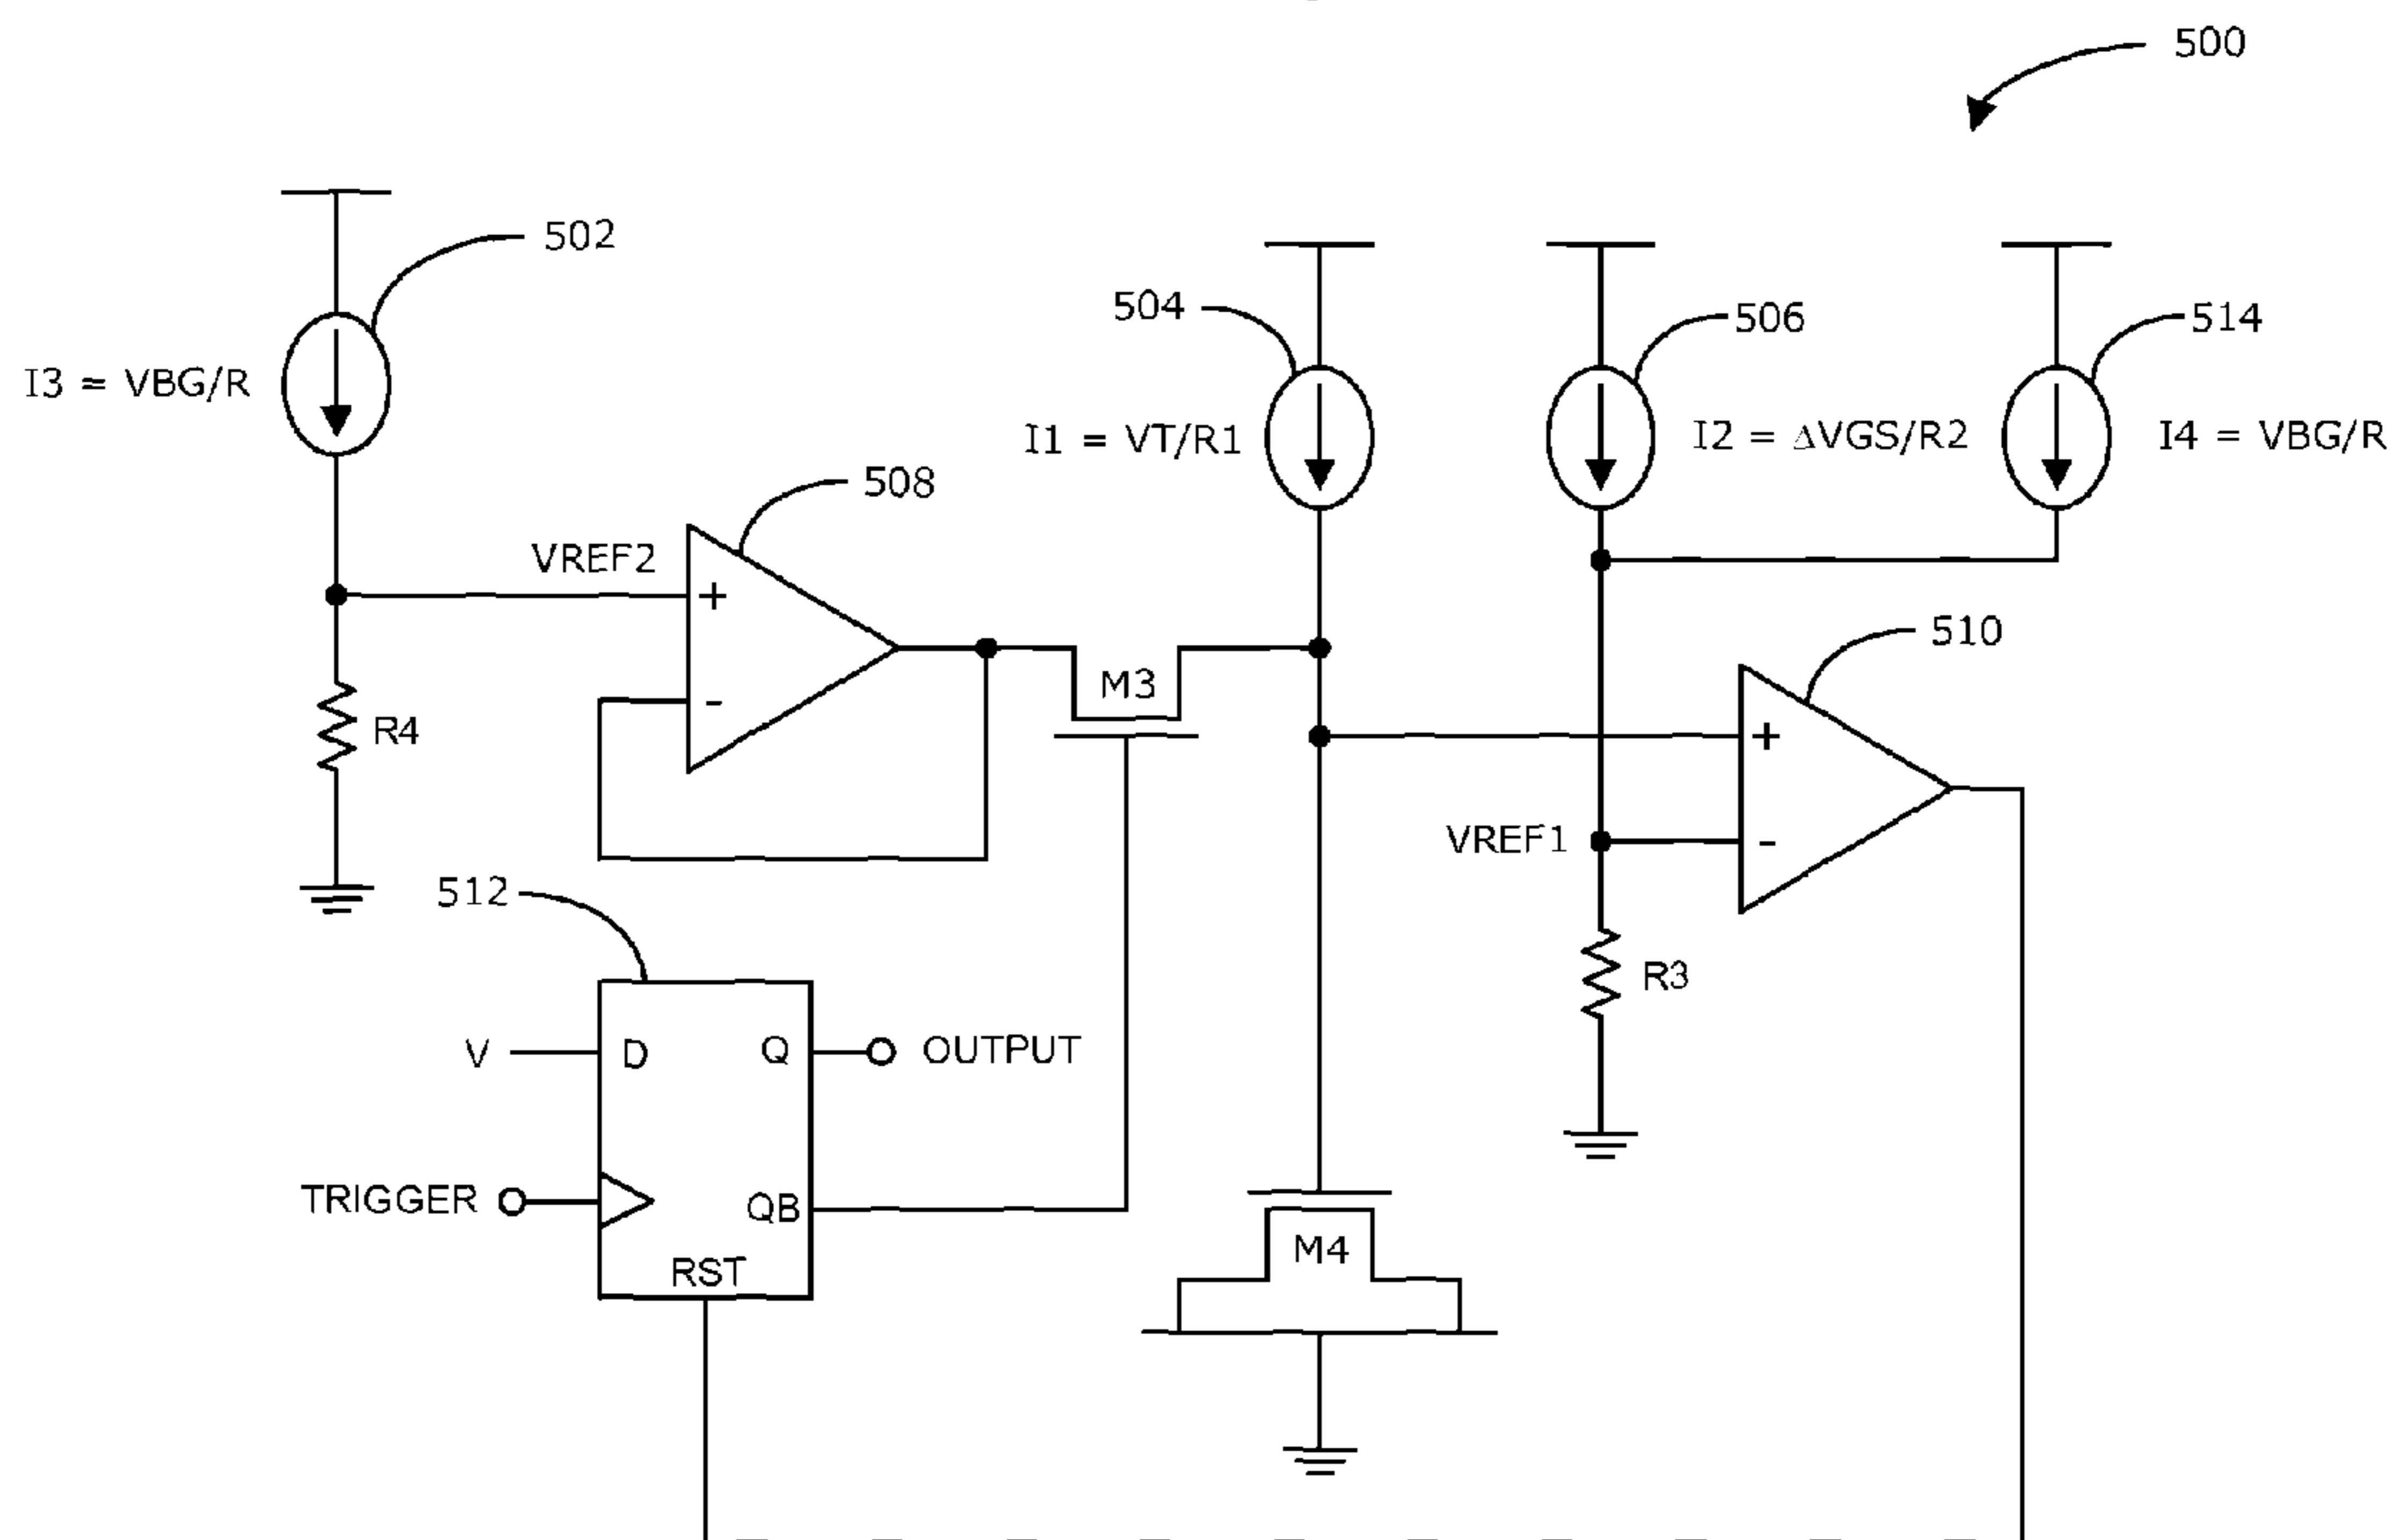 500
502
504
506
514
I3 = VBG/R
I1 = VT/R1
I2 = ΔVGS/R2
I4 = VBG/R
508
VREF2
+
-
510
M3
R4
+
-
VREF1
512
R3
V
D
Q
OUTPUT
TRIGGER
QB
RST
M4